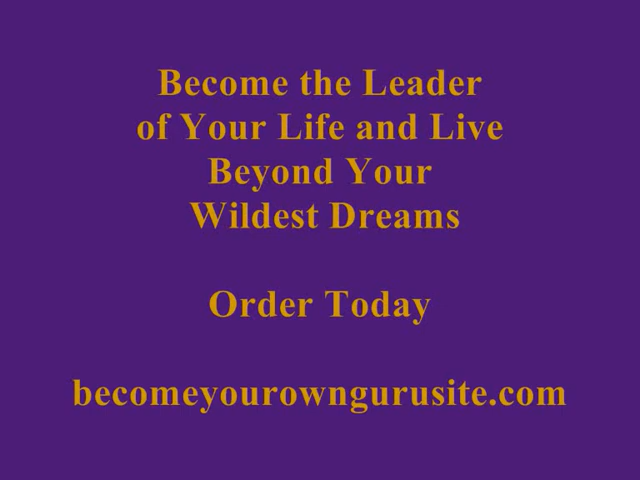 Become the Leader
of Your Life and Live
Beyond Your
Wildest Dreams
Order Today
becomeyourowngurusite.com